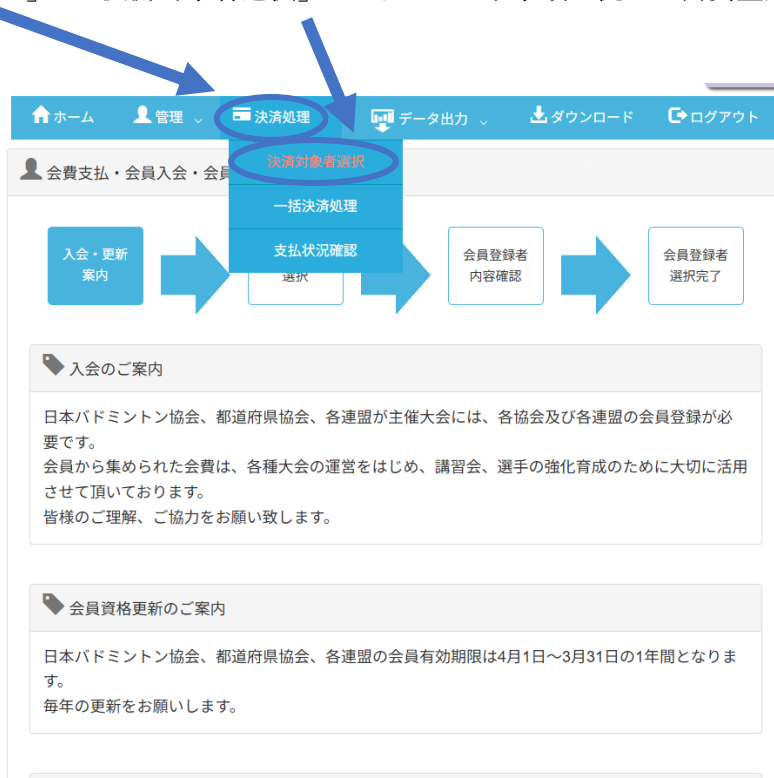 ホーム 管理 決済処理 データ出力 ダウンロード ログアウト
決済対象者選択
一括決済処理
支払状況確認
会費支払・会員入会・会員
入会・更新
案内
選択
会員登録者
内容確認
会員登録者
選択完了
入会のご案内
日本バドミントン協会、都道府県協会、各連盟が主催大会には、各協会及び各連盟の会員登録が必
要です。
会員から集められた会費は、各種大会の運営をはじめ、講習会、選手の強化育成のために大切に活用
させて頂いております。
皆様のご理解、ご協力をお願い致します。
会員資格更新のご案内
日本バドミントン協会、都道府県協会、各連盟の会員有効期限は4月1日～3月31日の1年間となりま
す。
毎年の更新をお願いします。